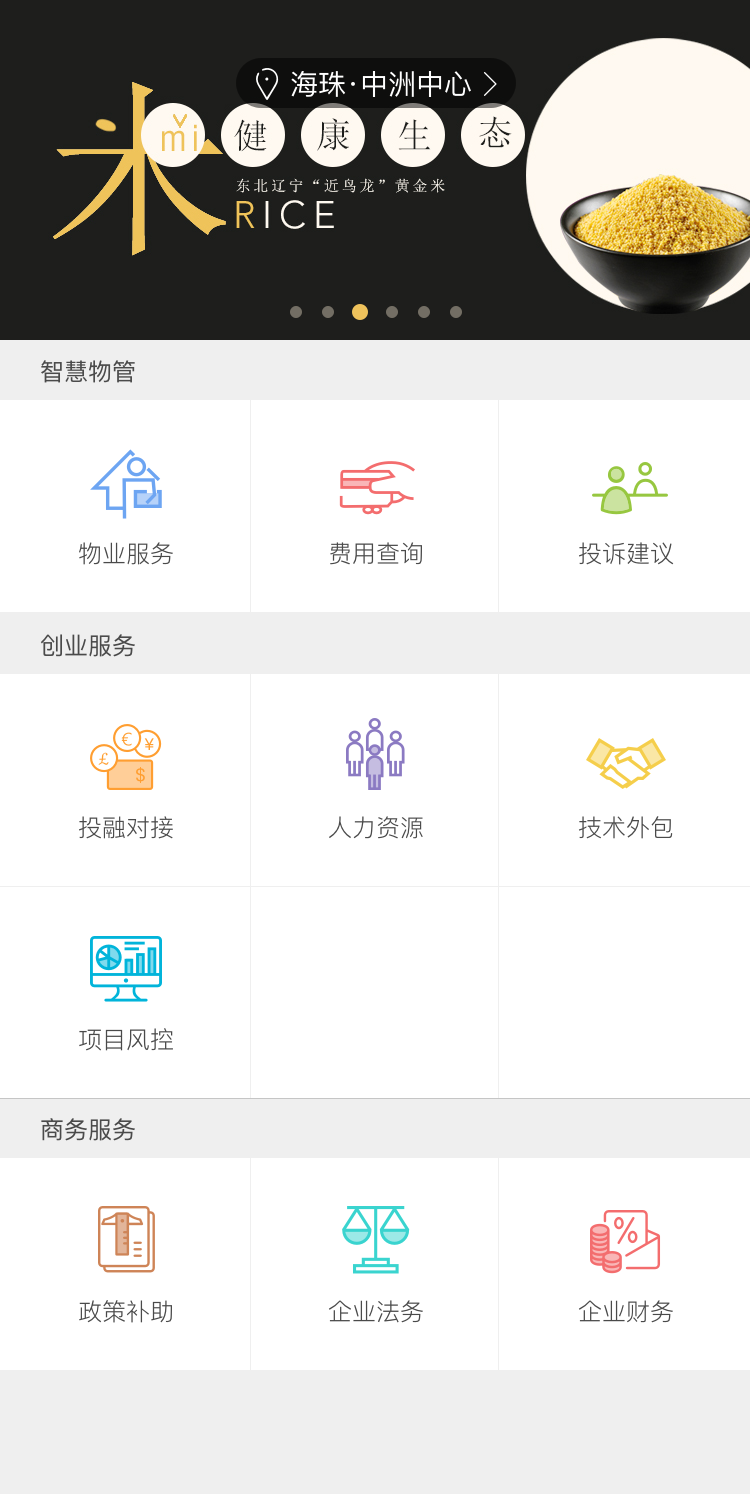 海珠·中洲中心
米
mi 健 康 生 态
东北辽宁“近鸟龙”黄金米
RICE
智慧物管
物业服务 费用查询 投诉建议
创业服务
€ ¥ £ $
投融对接 人力资源 技术外包
项目风控
商务服务
%
政策补助 企业法务 企业财务